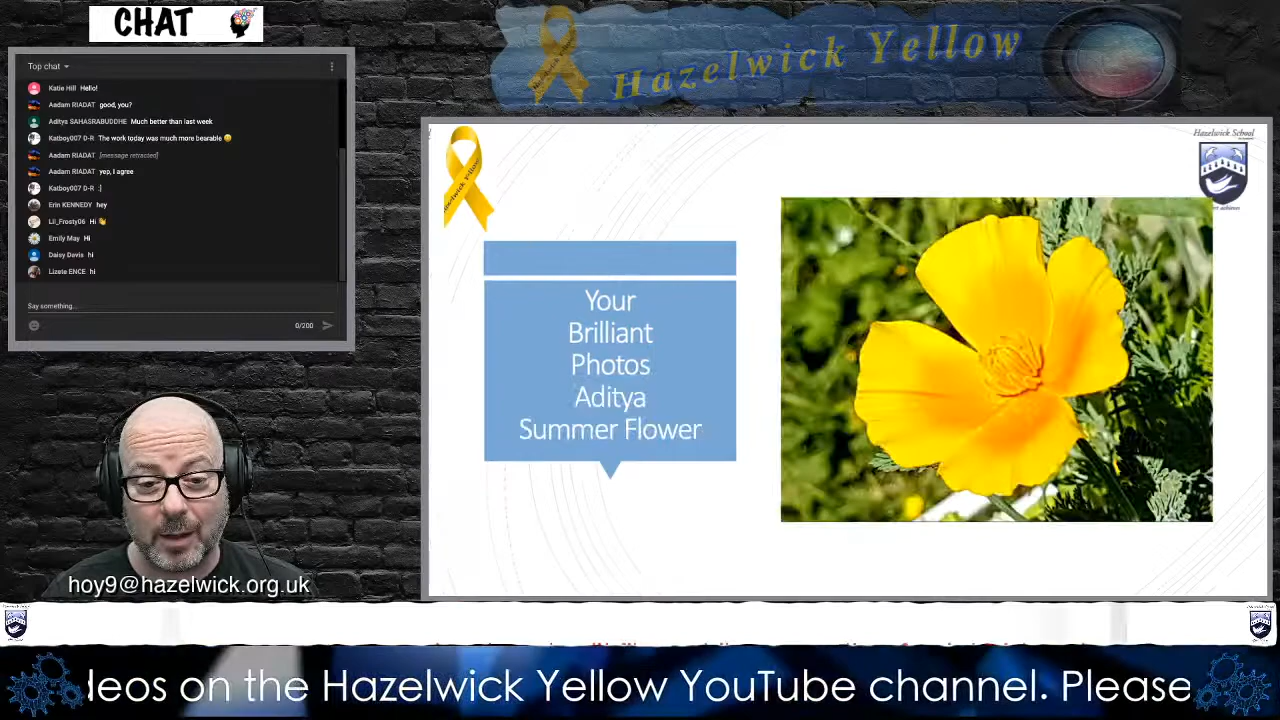 CHAT
Hazelwick Yellow
Top chat
Katie Hill Hello!
Aadam RIADAT good, you?
Aditya SAHASRABUDDHE Much better than last week
Katboy007 D-R The work today was much more bearable 😄
Aadam RIADAT [message retracted]
Aadam RIADAT yep, I agree
Katboy007 D-R :]
Erin KENNEDY hey
Lil_Frosty06 Hi 👋
Emily May Hi
Daisy Davis hi
Lizete ENCE hi
Say something...
0/200
Hazelwick Yellow
Hazelwick School
Your
Brilliant
Photos
Aditya
Summer Flower
hoy9@hazelwick.org.uk
deos on the Hazelwick Yellow YouTube channel. Please